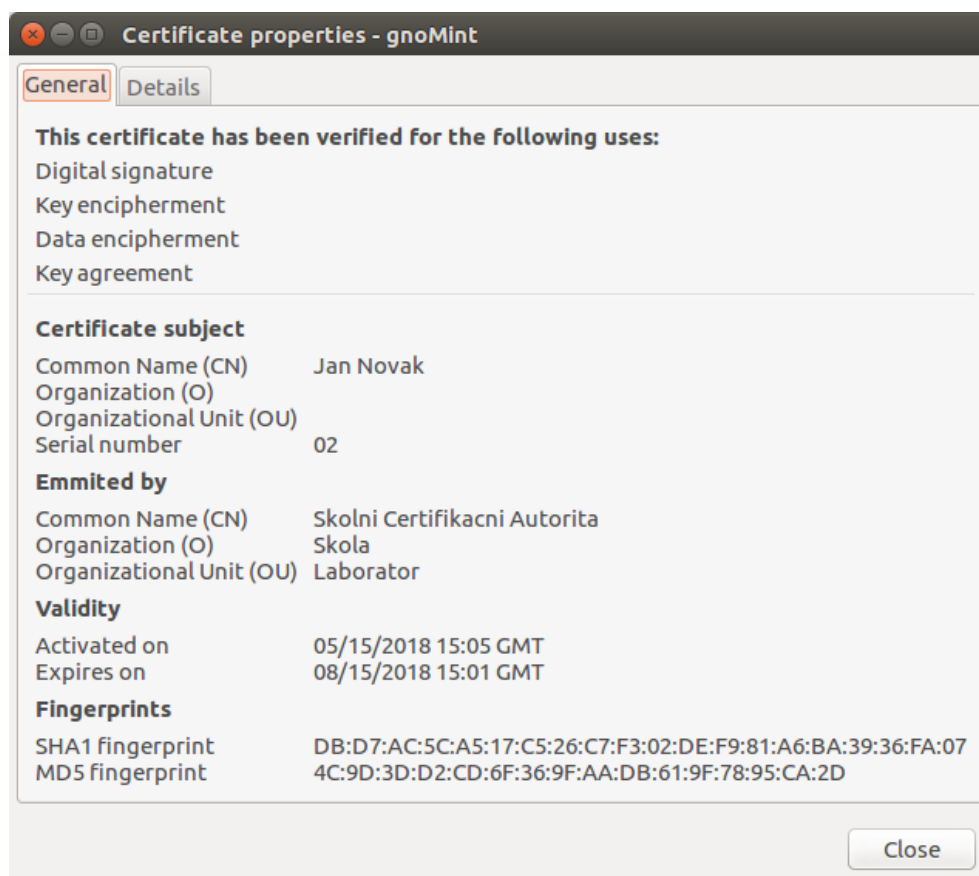 Certificate properties - gnoMint
General Details
This certificate has been verified for the following uses:
Digital signature
Key encipherment
Data encipherment
Key agreement
Certificate subject
Common Name (CN) Jan Novak
Organization (O)
Organizational Unit (OU)
Serial number 02
Emmited by
Common Name (CN) Skolni Certifikacni Autorita
Organization (O) Skola
Organizational Unit (OU) Laborator
Validity
Activated on 05/15/2018 15:05 GMT
Expires on 08/15/2018 15:01 GMT
Fingerprints
SHA1 fingerprint DB:D7:AC:5C:A5:17:C5:26:C7:F3:02:DE:F9:81:A6:BA:39:36:FA:07
MD5 fingerprint 4C:9D:3D:D2:CD:6F:36:9F:AA:DB:61:9F:78:95:CA:2D
Close